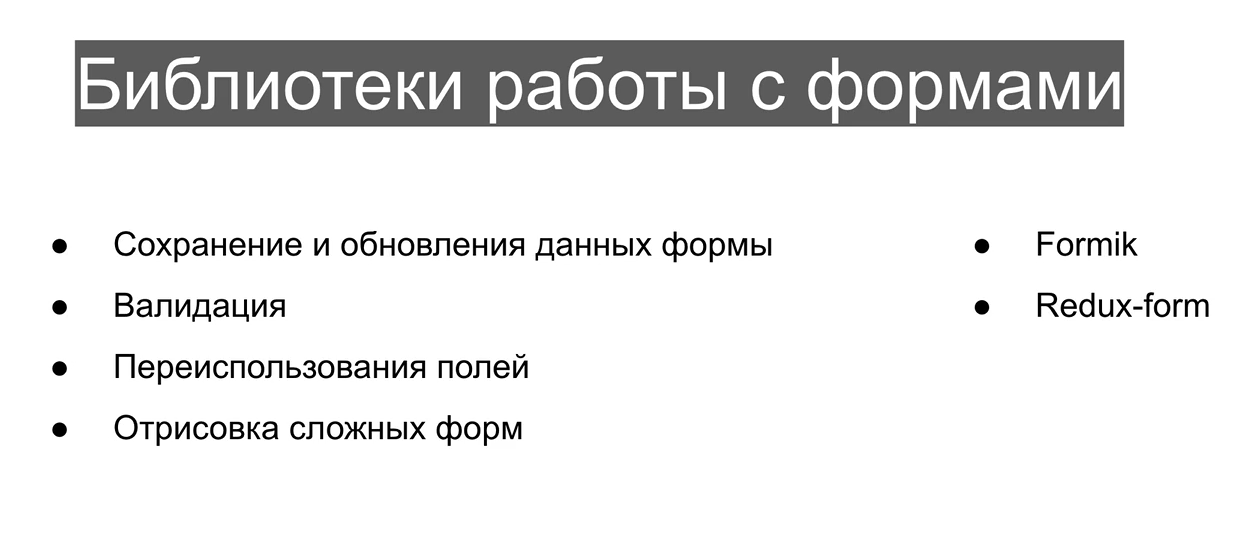 Библиотеки работы с формами
Сохранение и обновления данных формы
Валидация
Переиспользования полей
Отрисовка сложных форм
Formik
Redux-form